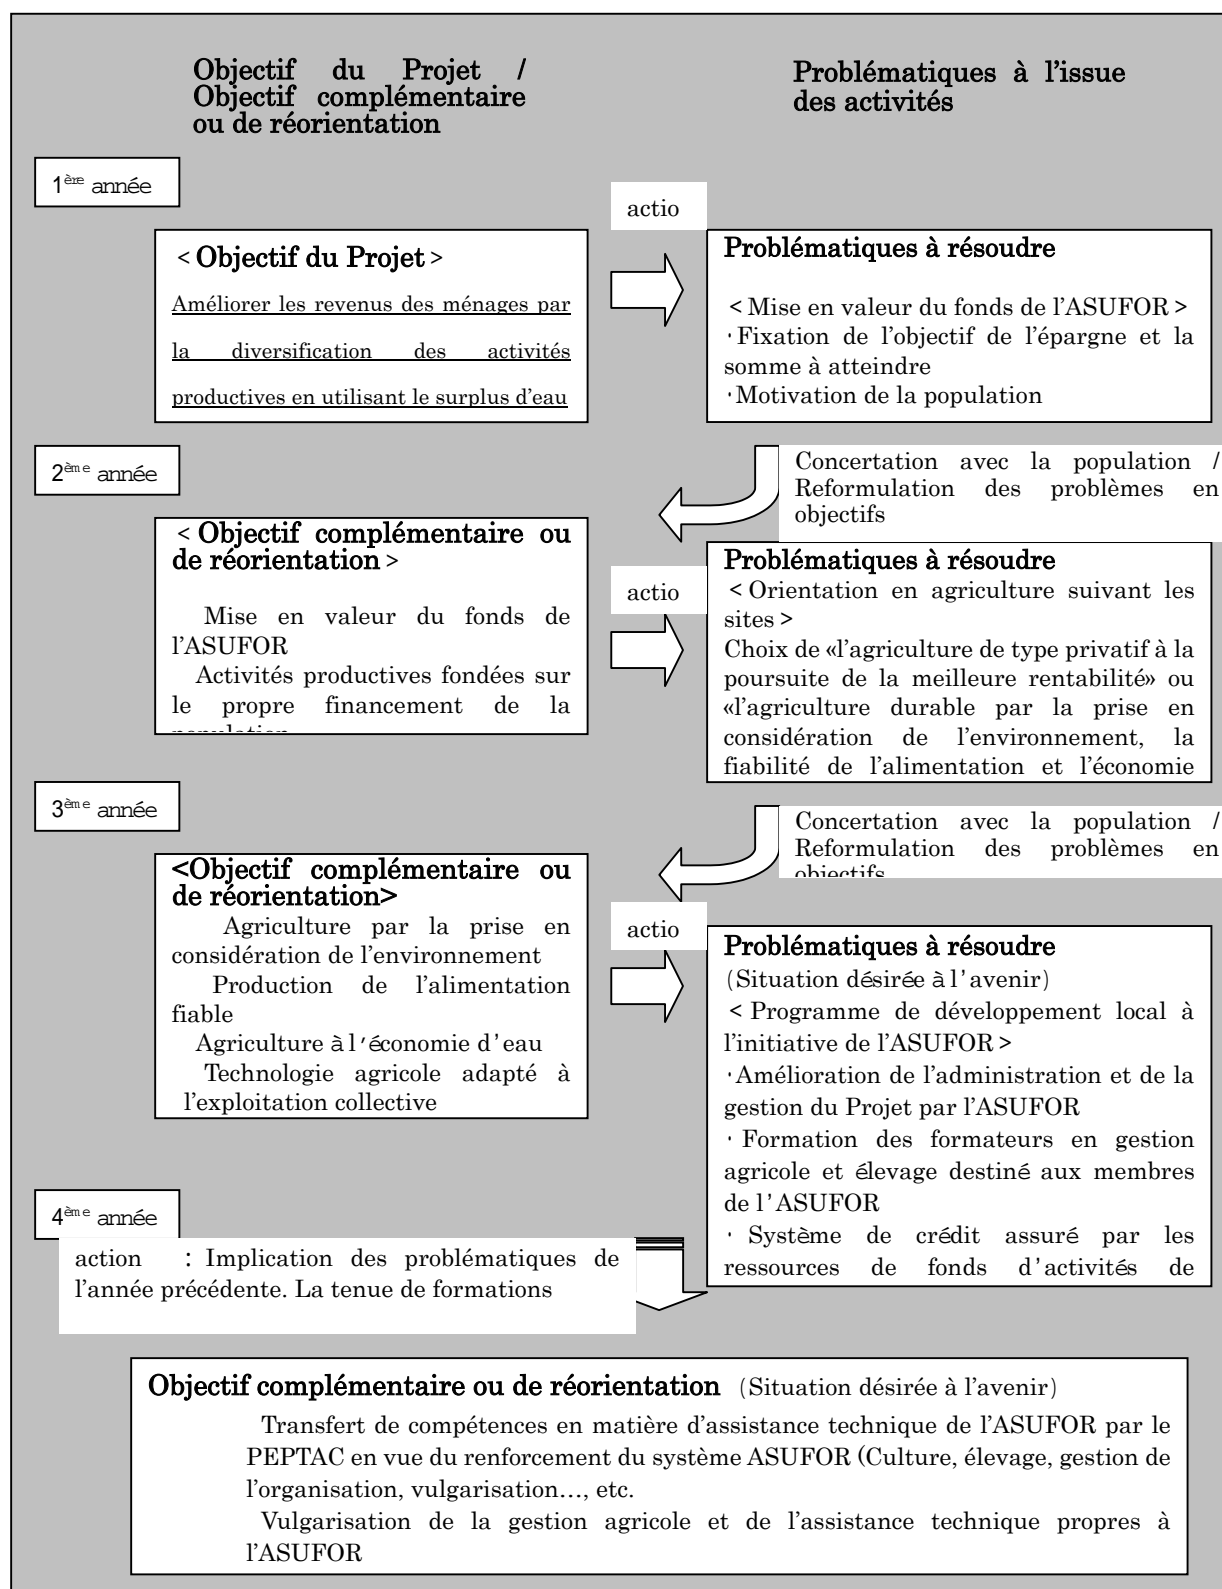 Objectif du Projet /
Objectif complémentaire
ou de réorientation
Problématiques à l'issue
des activités
1ère année
actio
< Objectif du Projet >
Améliorer les revenus des ménages par
la diversification des activités
productives en utilisant le surplus d'eau
Problématiques à résoudre
< Mise en valeur du fonds de l'ASUFOR >
·Fixation de l'objectif de l'épargne et la
somme à atteindre
·Motivation de la population
2ème année
Concertation avec la population /
Reformulation des problèmes en
objectifs
< Objectif complémentaire ou
de réorientation >
Mise en valeur du fonds de
l'ASUFOR
Activités productives fondées sur
le propre financement de la
population
actio
Problématiques à résoudre
< Orientation en agriculture suivant les
sites >
Choix de «l'agriculture de type privatif à la
poursuite de la meilleure rentabilité» ou
«l'agriculture durable par la prise en
considération de l'environnement, la
fiabilité de l'alimentation et l'économie
3ème année
Concertation avec la population /
Reformulation des problèmes en
objectifs
<Objectif complémentaire ou
de réorientation>
Agriculture par la prise en
considération de l'environnement
Production de l'alimentation
fiable
Agriculture à l'économie d'eau
Technologie agricole adapté à
l'exploitation collective
actio
Problématiques à résoudre
(Situation désirée à l'avenir)
< Programme de développement local à
l'initiative de l'ASUFOR >
·Amélioration de l'administration et de la
gestion du Projet par l'ASUFOR
· Formation des formateurs en gestion
agricole et élevage destiné aux membres
de l'ASUFOR
· Système de crédit assuré par les
ressources de fonds d'activités de
4ème année
action : Implication des problématiques de
l'année précédente. La tenue de formations
Objectif complémentaire ou de réorientation (Situation désirée à l'avenir)
Transfert de compétences en matière d'assistance technique de l'ASUFOR par le
PEPTAC en vue du renforcement du système ASUFOR (Culture, élevage, gestion de
l'organisation, vulgarisation…, etc.
Vulgarisation de la gestion agricole et de l'assistance technique propres à
l'ASUFOR